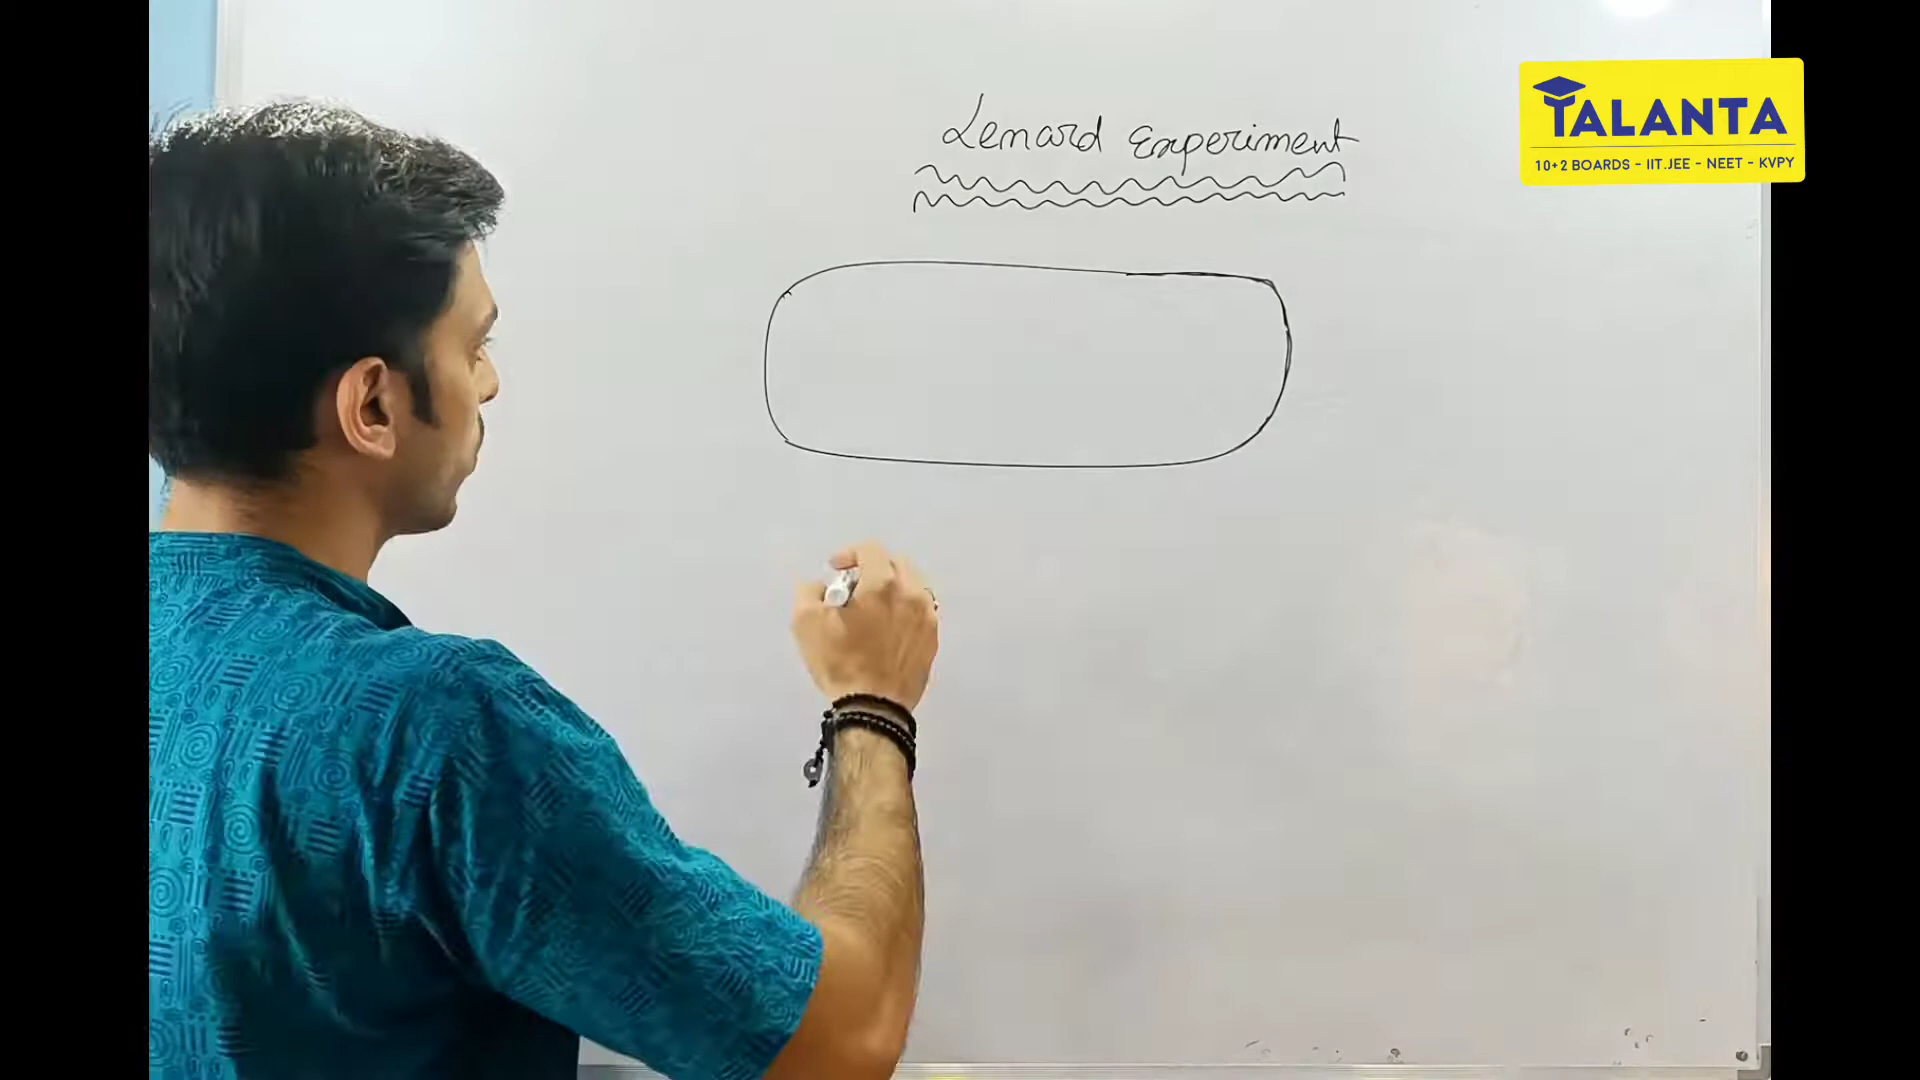 Lenard Experiment
TALANTA
10+2 BOARDS - IIT.JEE - NEET - KVPY